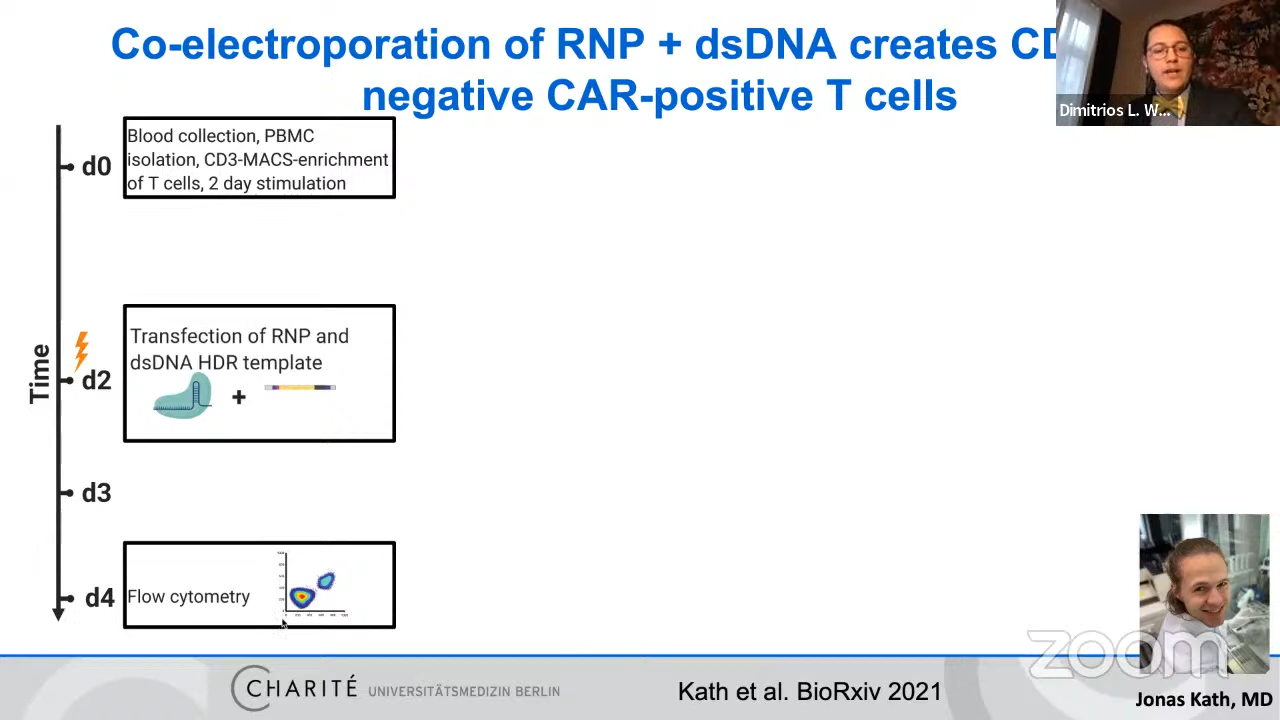 Co-electroporation of RNP + dsDNA creates
negative CAR-positive T cells
Dimitrios L. W...
Blood collection, PBMC
isolation, CD3-MACS-enrichment
of T cells, 2 day stimulation
d0
Transfection of RNP and
dsDNA HDR template
+
Time
d2
d3
d4
Flow cytometry
zoom
CHARITÉ UNIVERSITÄTSMEDIZIN BERLIN
Kath et al. BioRxiv 2021
Jonas Kath, MD